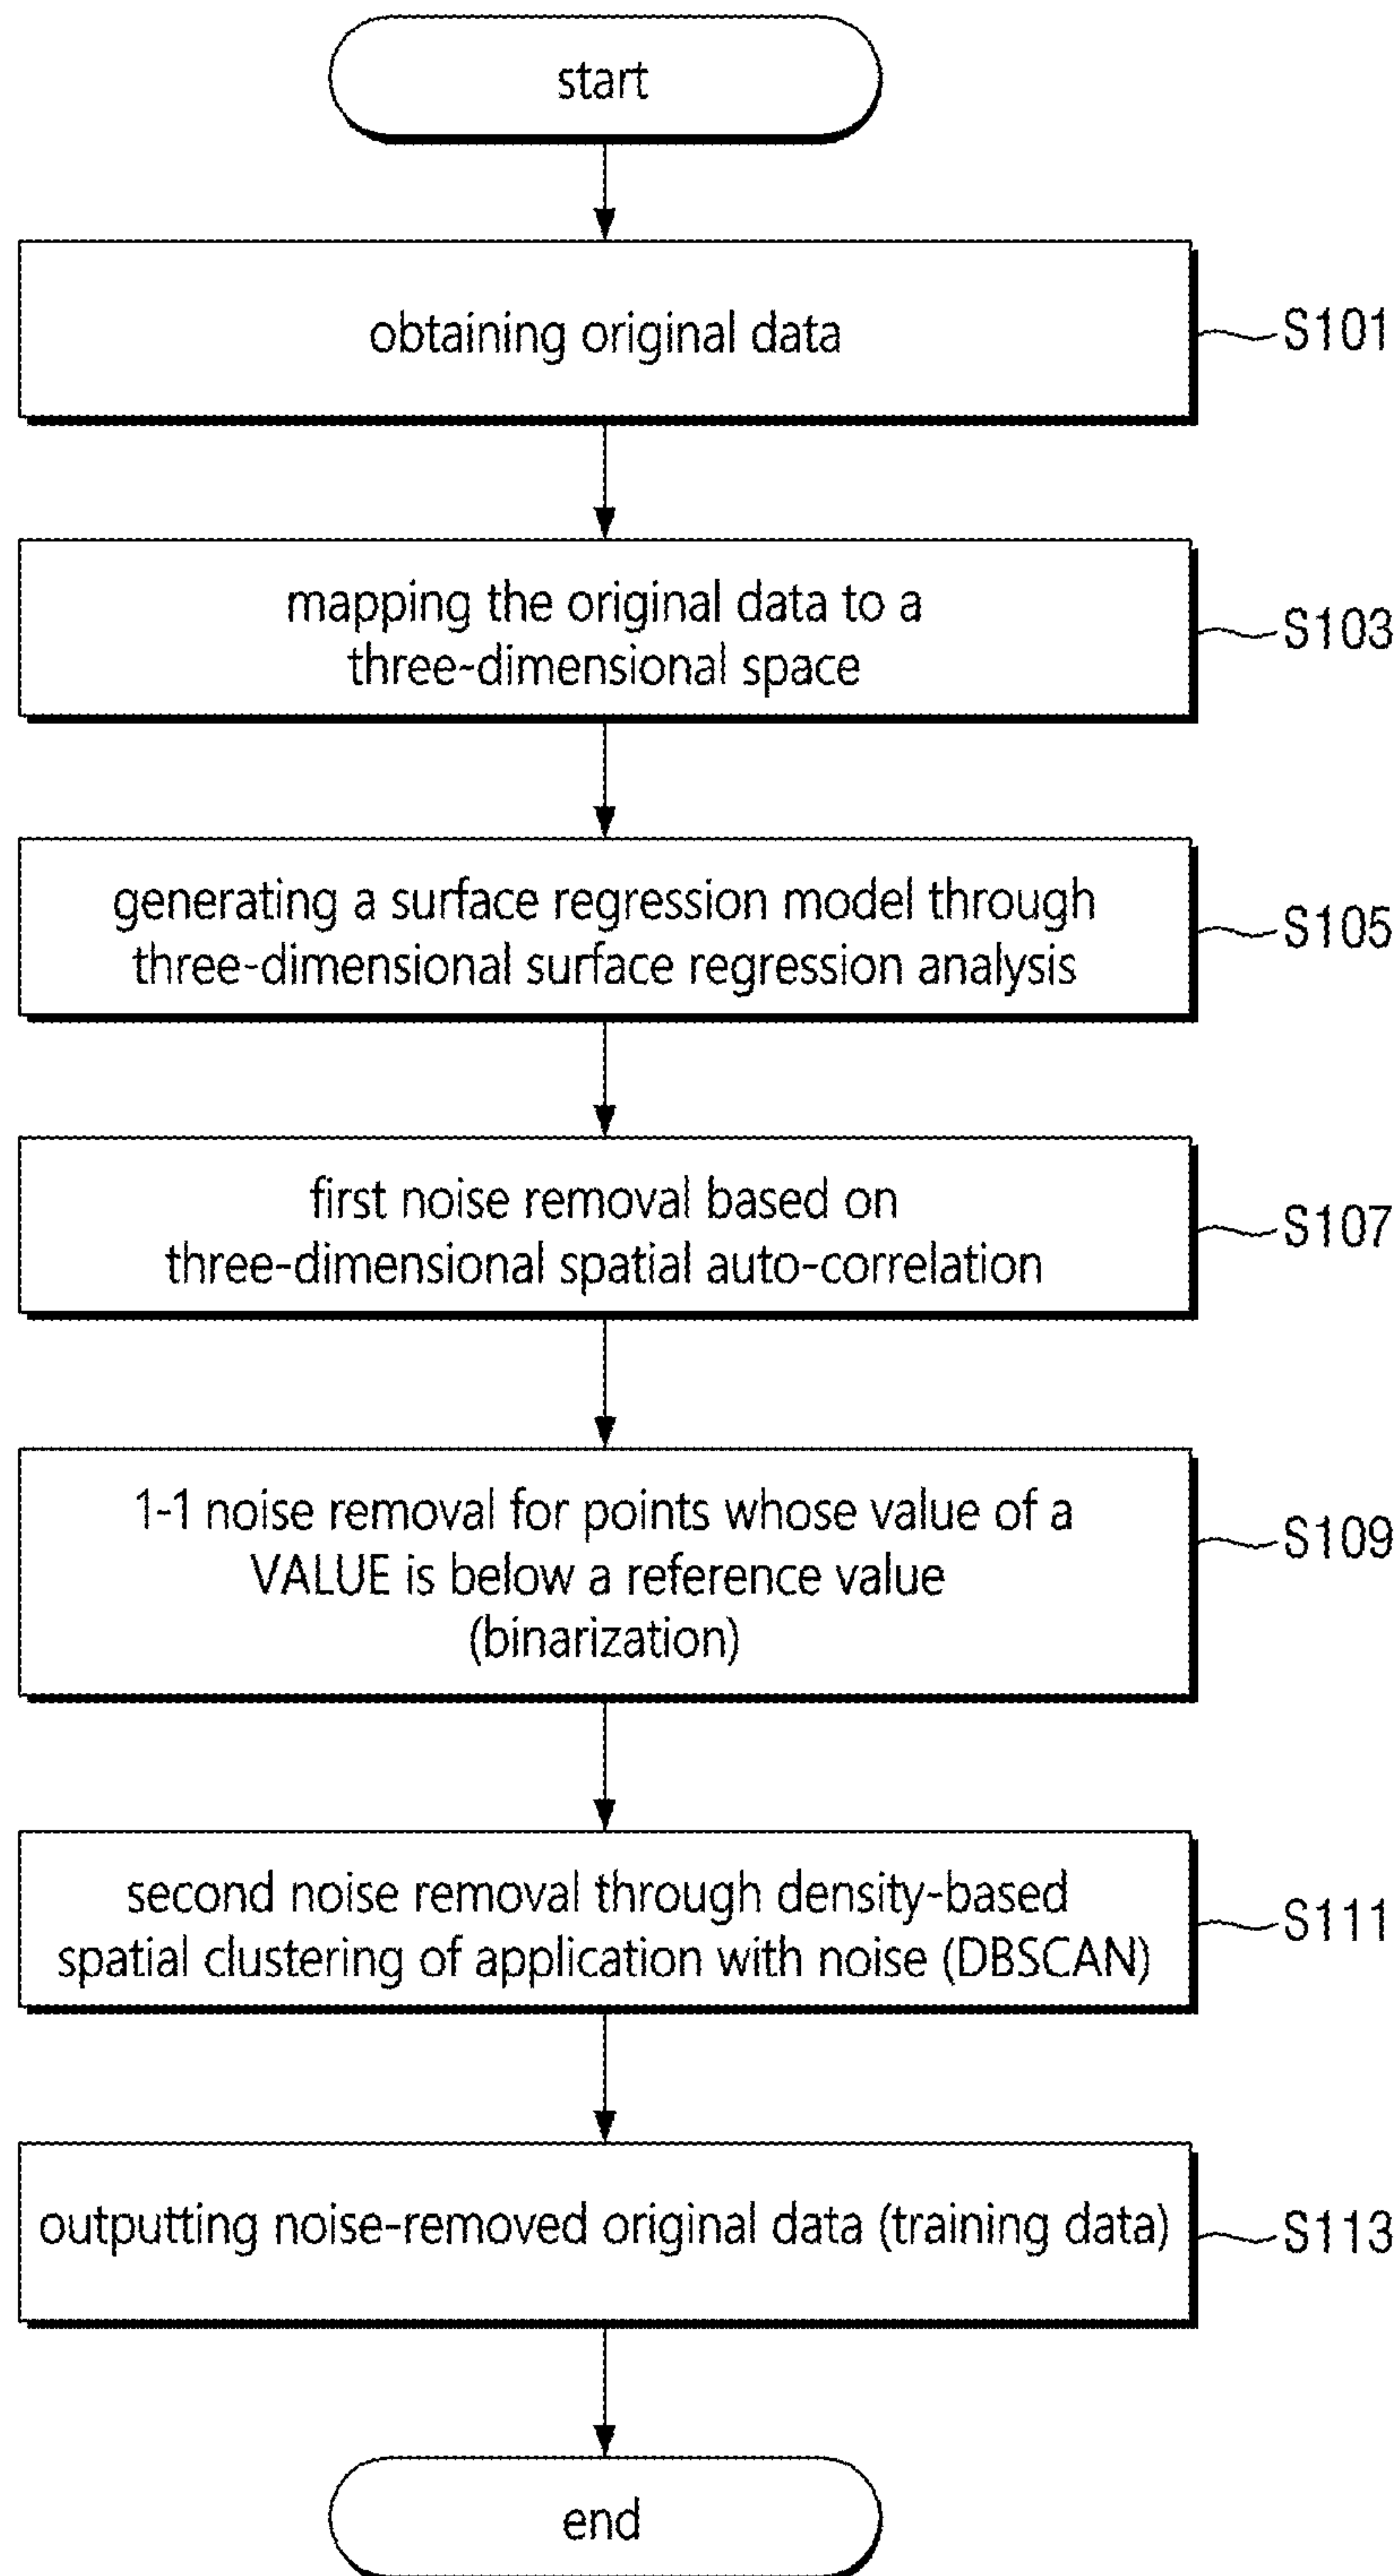 start
obtaining original data
S101
mapping the original data to a
three-dimensional space
S103
generating a surface regression model through
three-dimensional surface regression analysis
S105
first noise removal based on
three-dimensional spatial auto-correlation
S107
1-1 noise removal for points whose value of a
VALUE is below a reference value
(binarization)
S109
second noise removal through density-based
spatial clustering of application with noise (DBSCAN)
S111
outputting noise-removed original data (training data)
S113
end